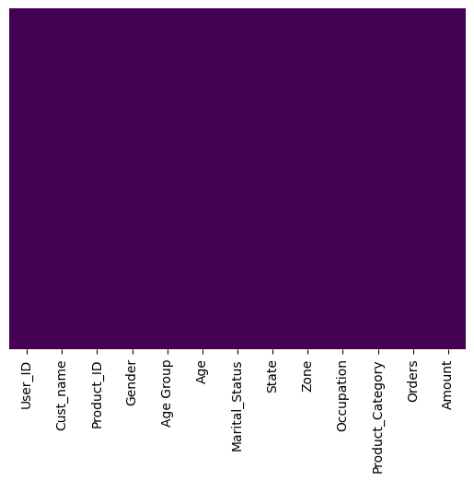 User_ID
Cust_name
Product_ID
Gender
Age Group
Age
Marital_Status
State
Zone
Occupation
Product_Category
Orders
Amount